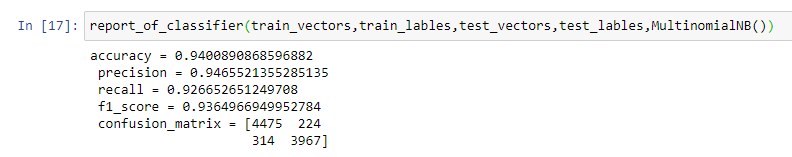 In [17]: report_of_classifier(train_vectors,train_lables,test_vectors,test_lables,MultinomialNB())
accuracy = 0.9400890868596882
precision = 0.9465521355285135
recall = 0.926652651249708
f1_score = 0.9364966949952784
confusion_matrix = [4475 224
314 3967]